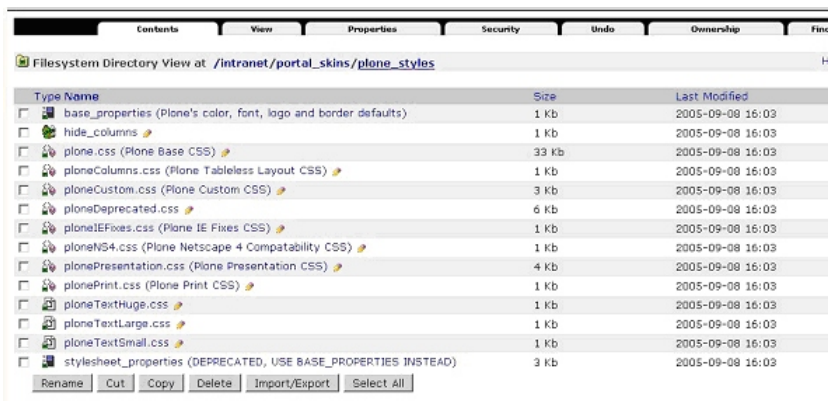 Contents View Properties Security Undo Ownership Find
Filesystem Directory View at /intranet/portal_skins/plone_styles H
Type Name Size Last Modified
base_properties (Plone's color, font, logo and border defaults) 1 Kb 2005-09-08 16:03
hide_columns 1 Kb 2005-09-08 16:03
plone.css (Plone Base CSS) 33 Kb 2005-09-08 16:03
ploneColumns.css (Plone Tableless Layout CSS) 1 Kb 2005-09-08 16:03
ploneCustom.css (Plone Custom CSS) 3 Kb 2005-09-08 16:03
ploneDeprecated.css 6 Kb 2005-09-08 16:03
ploneIEFixes.css (Plone IE Fixes CSS) 1 Kb 2005-09-08 16:03
ploneNS4.css (Plone Netscape 4 Compatability CSS) 1 Kb 2005-09-08 16:03
plonePresentation.css (Plone Presentation CSS) 4 Kb 2005-09-08 16:03
plonePrint.css (Plone Print CSS) 1 Kb 2005-09-08 16:03
ploneTextHuge.css 1 Kb 2005-09-08 16:03
ploneTextLarge.css 1 Kb 2005-09-08 16:03
ploneTextSmall.css 1 Kb 2005-09-08 16:03
stylesheet_properties (DEPRECATED, USE BASE_PROPERTIES INSTEAD) 3 Kb 2005-09-08 16:03
Rename Cut Copy Delete Import/Export Select All